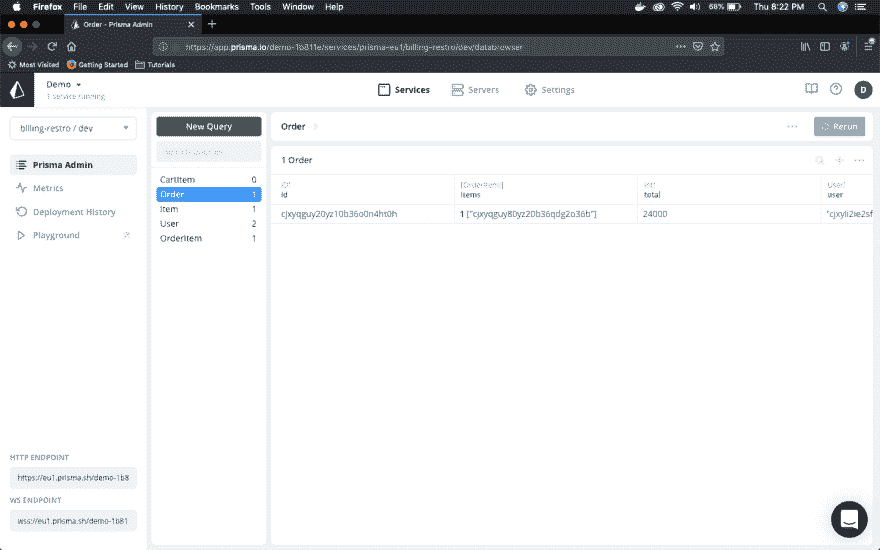 Firefox File Edit View History Bookmarks Tools Window Help 68% Thu 8:22 PM
Order - Prisma Admin
https://app.prisma.io/demo-1b811e/services/prisma-eu1/billing-restro/dev/databrowser
Most Visited Getting Started Tutorials
Demo
1 service running
Services Servers Settings
D
billing-restro / dev
Prisma Admin
Metrics
Deployment History
Playground
HTTP ENDPOINT
https://eu1.prisma.sh/demo-1b8
WS ENDPOINT
wss://eu1.prisma.sh/demo-1b81
New Query
CartItem 0
Order 1
Item 1
User 2
OrderItem 1
Order
Rerun
1 Order
ID! [OrderItem!] Int! User!
id items total user
cjxyqguy20yz10b36o0n4ht0h 1 ["cjxyqguy80yz20b36qdg2o36b"] 24000 "cjxyli2ie2sf